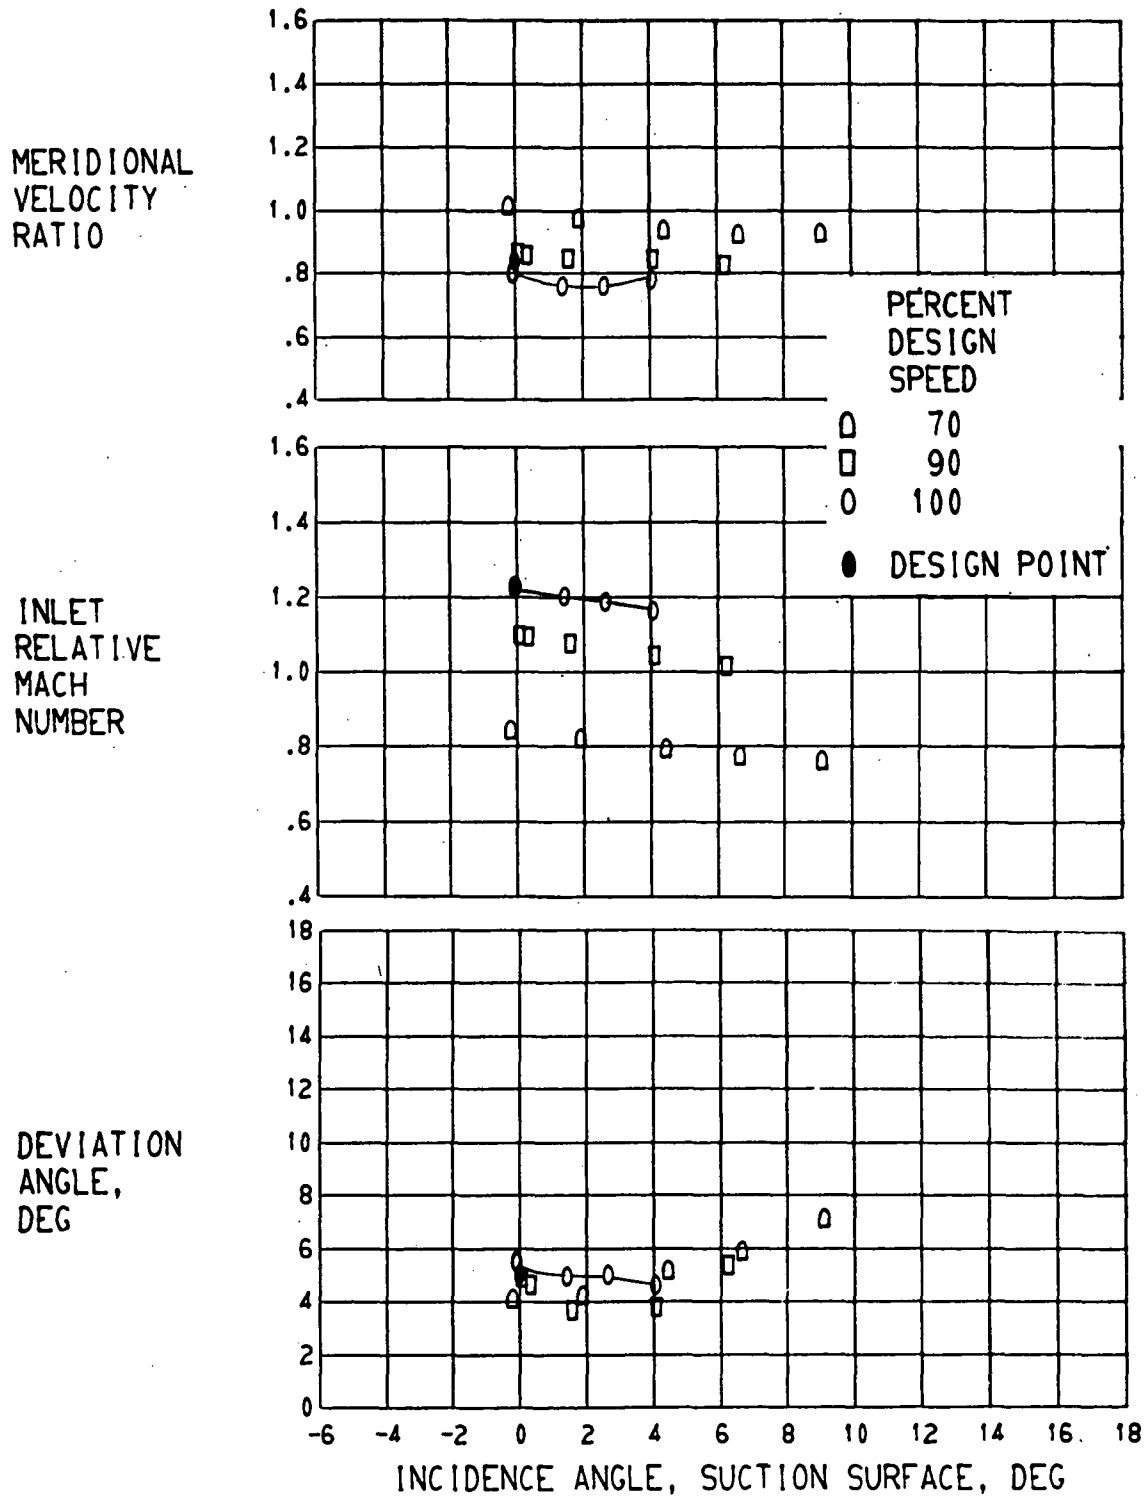 1.6
1.4
1.2
1.0
.8
.6
.4
MERIDIONAL
VELOCITY
RATIO
PERCENT
DESIGN
SPEED
70
90
100
DESIGN POINT
1.6
1.4
1.2
1.0
.8
.6
.4
INLET
RELATIVE
MACH
NUMBER
18
16
14
12
10
8
6
4
2
0
DEVIATION
ANGLE,
DEG
-6 -4 -2 0 2 4 6 8 10 12 14 16 18
INCIDENCE ANGLE, SUCTION SURFACE, DEG